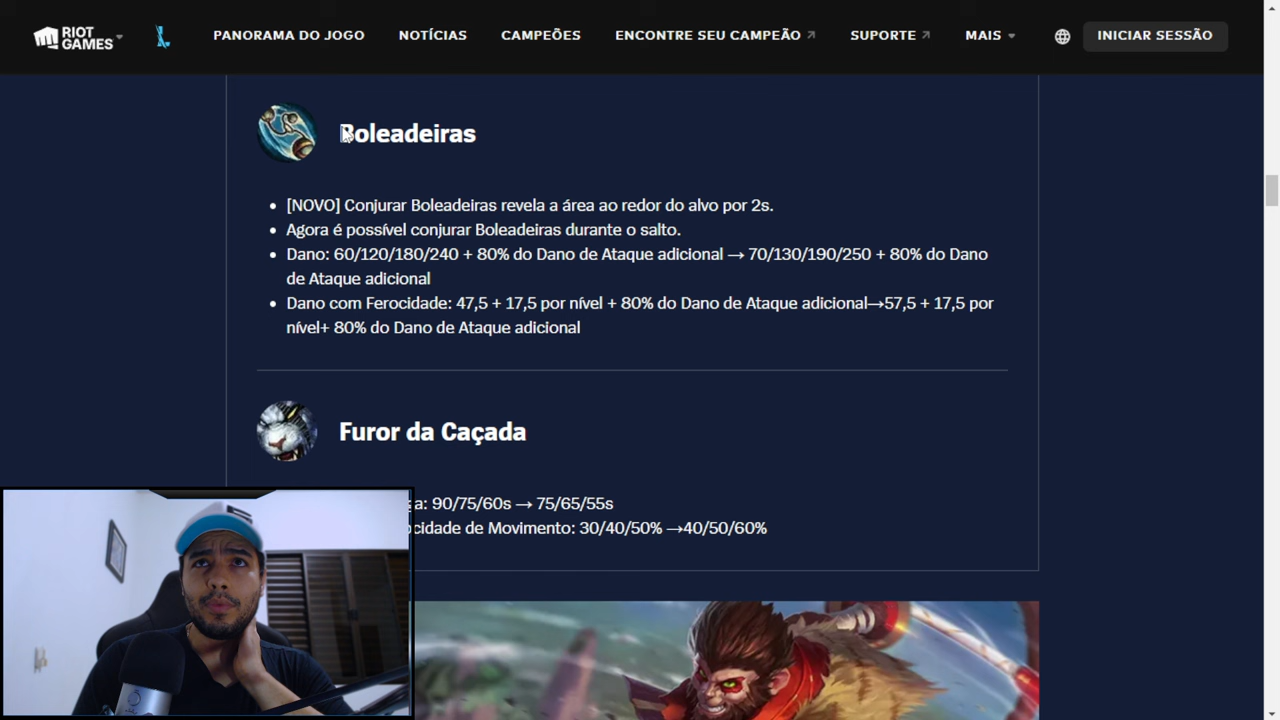 RIOT GAMES
PANORAMA DO JOGO
NOTÍCIAS
CAMPEÕES
ENCONTRE SEU CAMPEÃO
SUPORTE
MAIS
INICIAR SESSÃO
Boleadeiras
[NOVO] Conjurar Boleadeiras revela a área ao redor do alvo por 2s.
Agora é possível conjurar Boleadeiras durante o salto.
Dano: 60/120/180/240 + 80% do Dano de Ataque adicional → 70/130/190/250 + 80% do Dano
de Ataque adicional
Dano com Ferocidade: 47,5 + 17,5 por nível + 80% do Dano de Ataque adicional→57,5 + 17,5 por
nível+ 80% do Dano de Ataque adicional
Furor da Caçada
a: 90/75/60s → 75/65/55s
ocidade de Movimento: 30/40/50% →40/50/60%